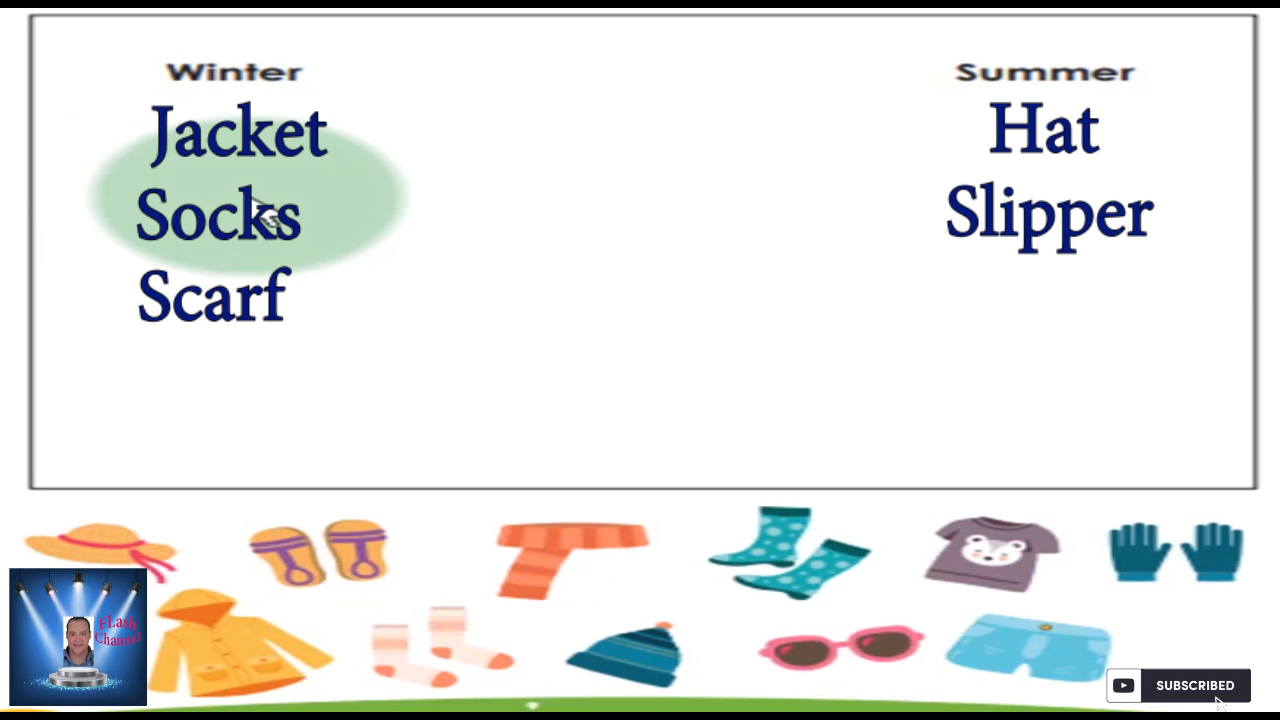 Winter
Jacket
Socks
Scarf
Summer
Hat
Slipper
FLash
Channel
SUBSCRIBED